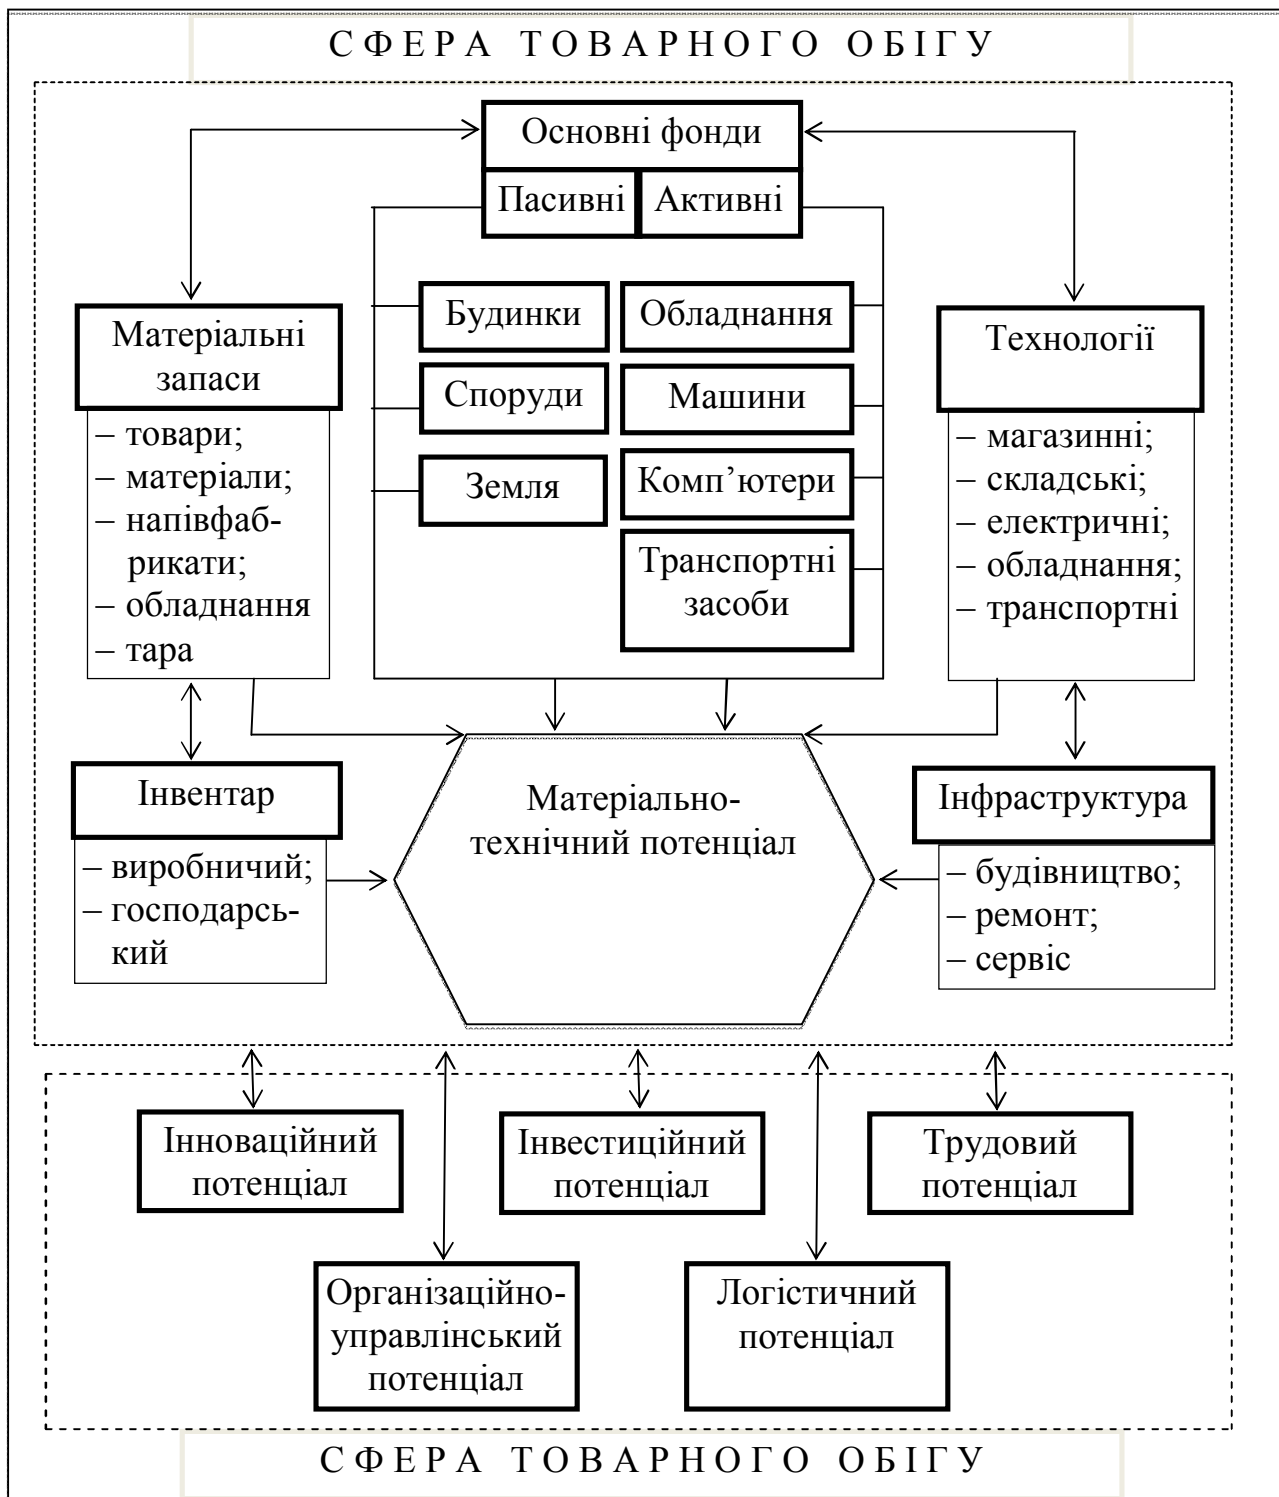 СФЕРА ТОВАРНОГО ОБІГУ
Основні фонди
Пасивні
Активні
Матеріальні
запаси
– товари;
– матеріали;
– напівфаб-
рикати;
– обладнання
– тара
Будинки
Споруди
Земля
Обладнання
Машини
Комп’ютери
Транспортні
засоби
Технології
– магазинні;
– складські;
– електричні;
– обладнання;
– транспортні
Інвентар
– виробничий;
– господарсь-
кий
Матеріально-
технічний потенціал
Інфраструктура
– будівництво;
– ремонт;
– сервіс
Інноваційний
потенціал
Інвестиційний
потенціал
Трудовий
потенціал
Організаційно-
управлінський
потенціал
Логістичний
потенціал
СФЕРА ТОВАРНОГО ОБІГУ